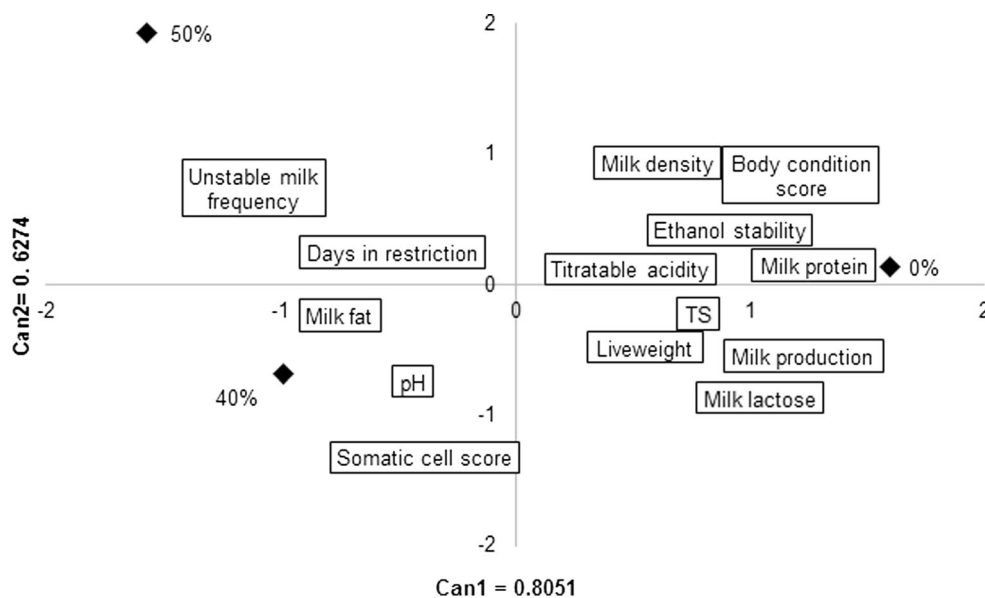 2
50%
1
Milk density
Body condition
score
Unstable milk
frequency
Ethanol stability
Days in restriction
Titratable acidity
Milk protein
0%
Can2= 0. 6274
0
-2
-1
0
1
2
Milk fat
TS
Liveweight
Milk production
pH
40%
Milk lactose
-1
Somatic cell score
-2
Can1 = 0.8051